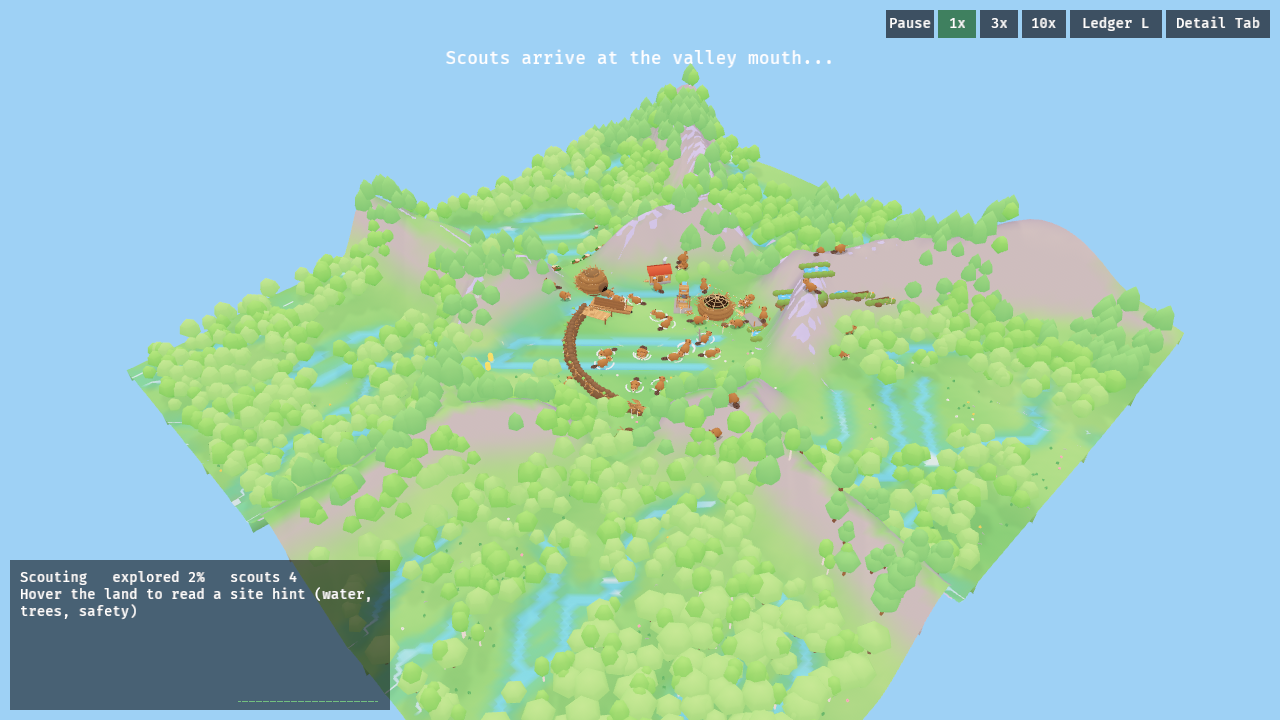 Pause 1x 3x 10x Ledger L Detail Tab
Scouts arrive at the valley mouth...
Scouting explored 2% scouts 4
Hover the land to read a site hint (water,
trees, safety)